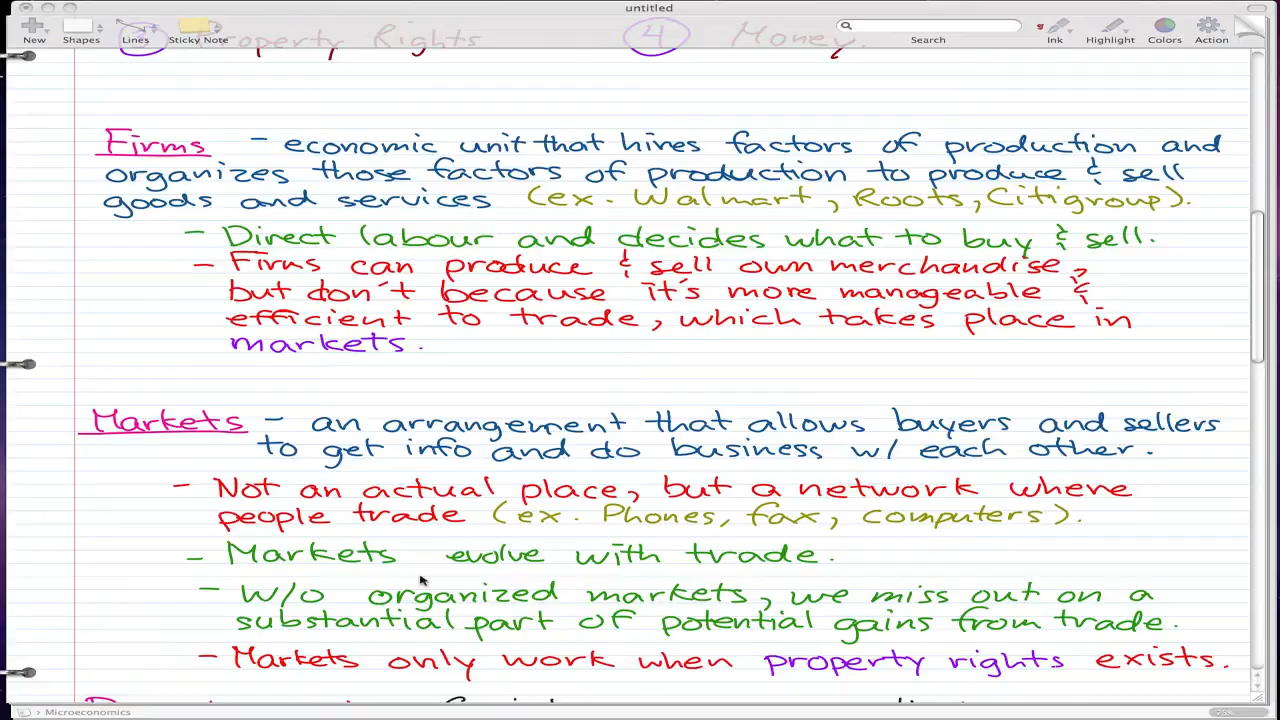 untitled
New Shapes Lines Sticky Note Search Ink Highlight Colors Action
Property Rights 4 Money.
Firms - economic unit that hires factors of production and
organizes those factors of production to produce & sell
goods and services (ex. Walmart, Roots, Citigroup).
- Direct labour and decides what to buy & sell.
- Firms can produce & sell own merchandise,
but don't because it's more manageable &
efficient to trade, which takes place in
markets.
Markets - an arrangement that allows buyers and sellers
to get info and do business w/ each other.
- Not an actual place, but a network where
people trade (ex. Phones, fax, computers).
- Markets evolve with trade.
- W/o organized markets, we miss out on a
substantial part of potential gains from trade.
- Markets only work when property rights exists.
Microeconomics